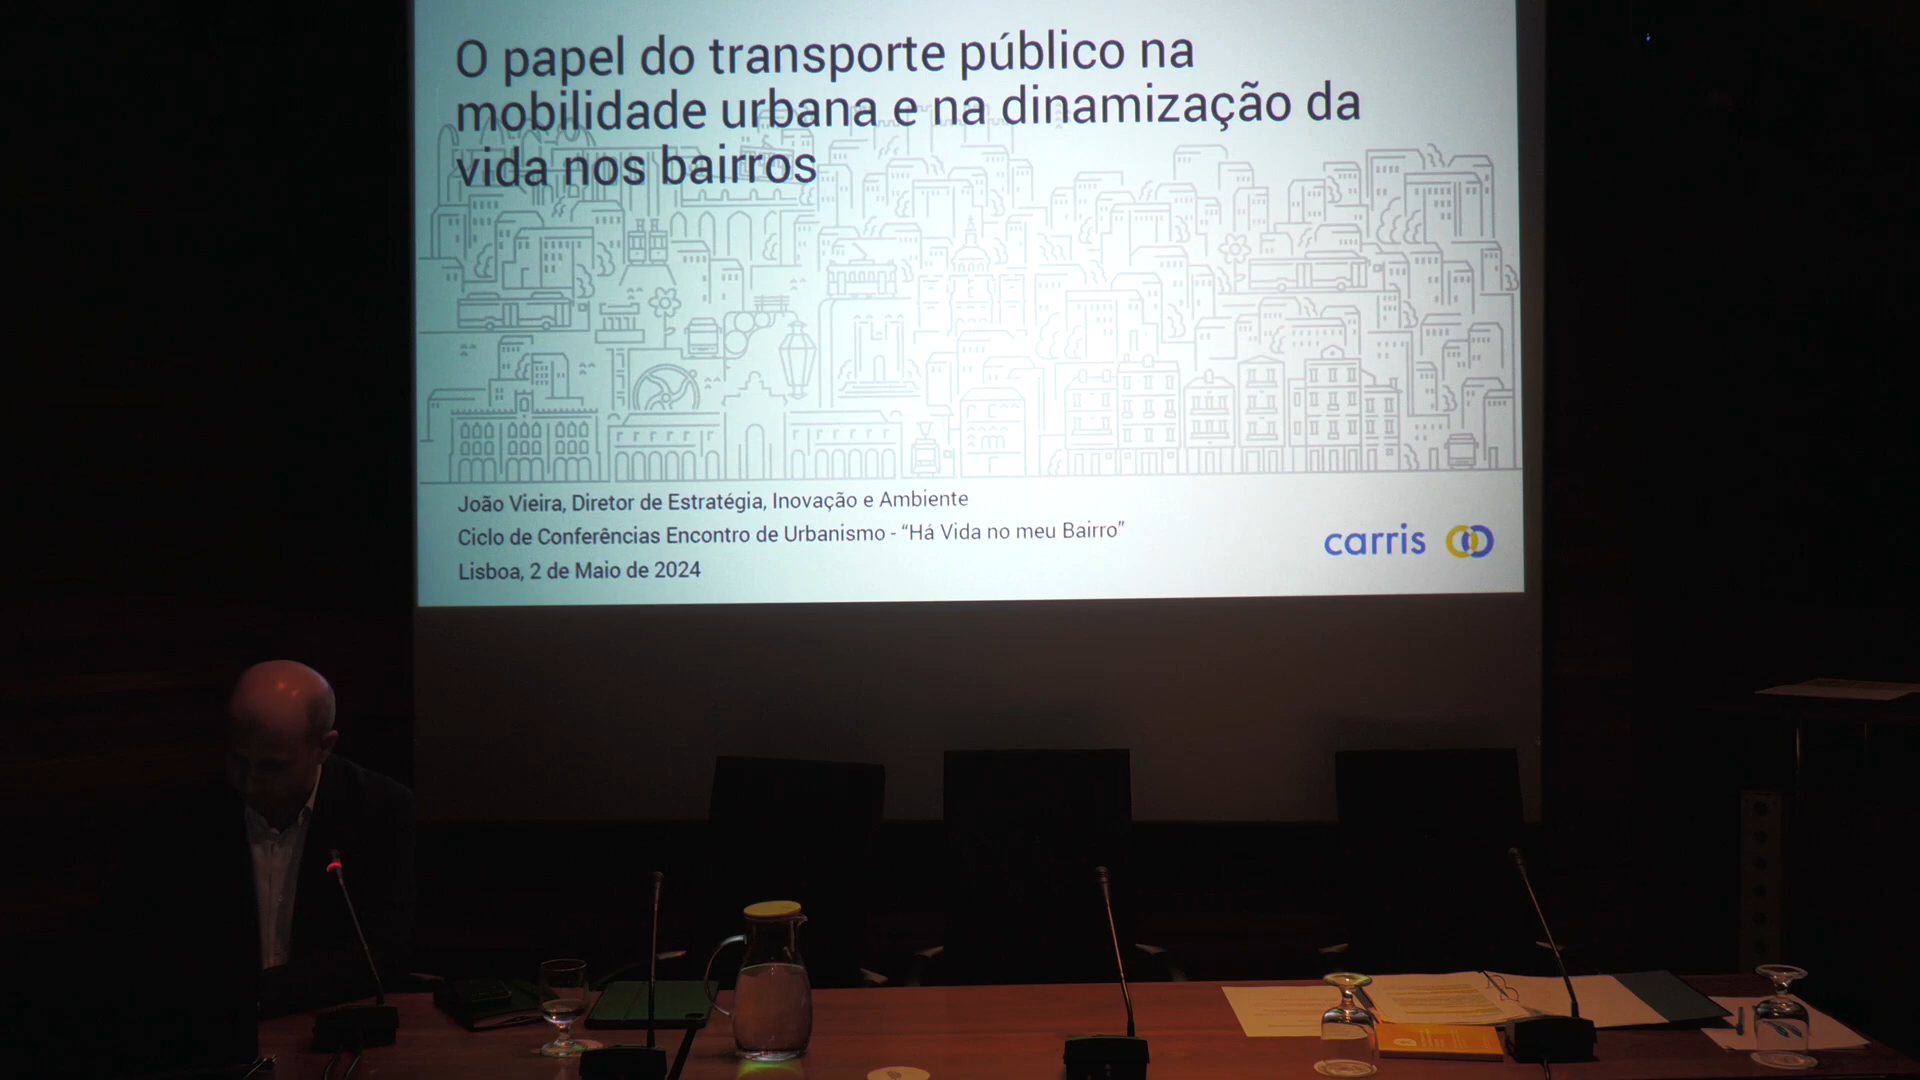 O papel do transporte público na
mobilidade urbana e na dinamização da
vida nos bairros
João Vieira, Diretor de Estratégia, Inovação e Ambiente
Ciclo de Conferências Encontro de Urbanismo - “Há Vida no meu Bairro”
Lisboa, 2 de Maio de 2024
carris